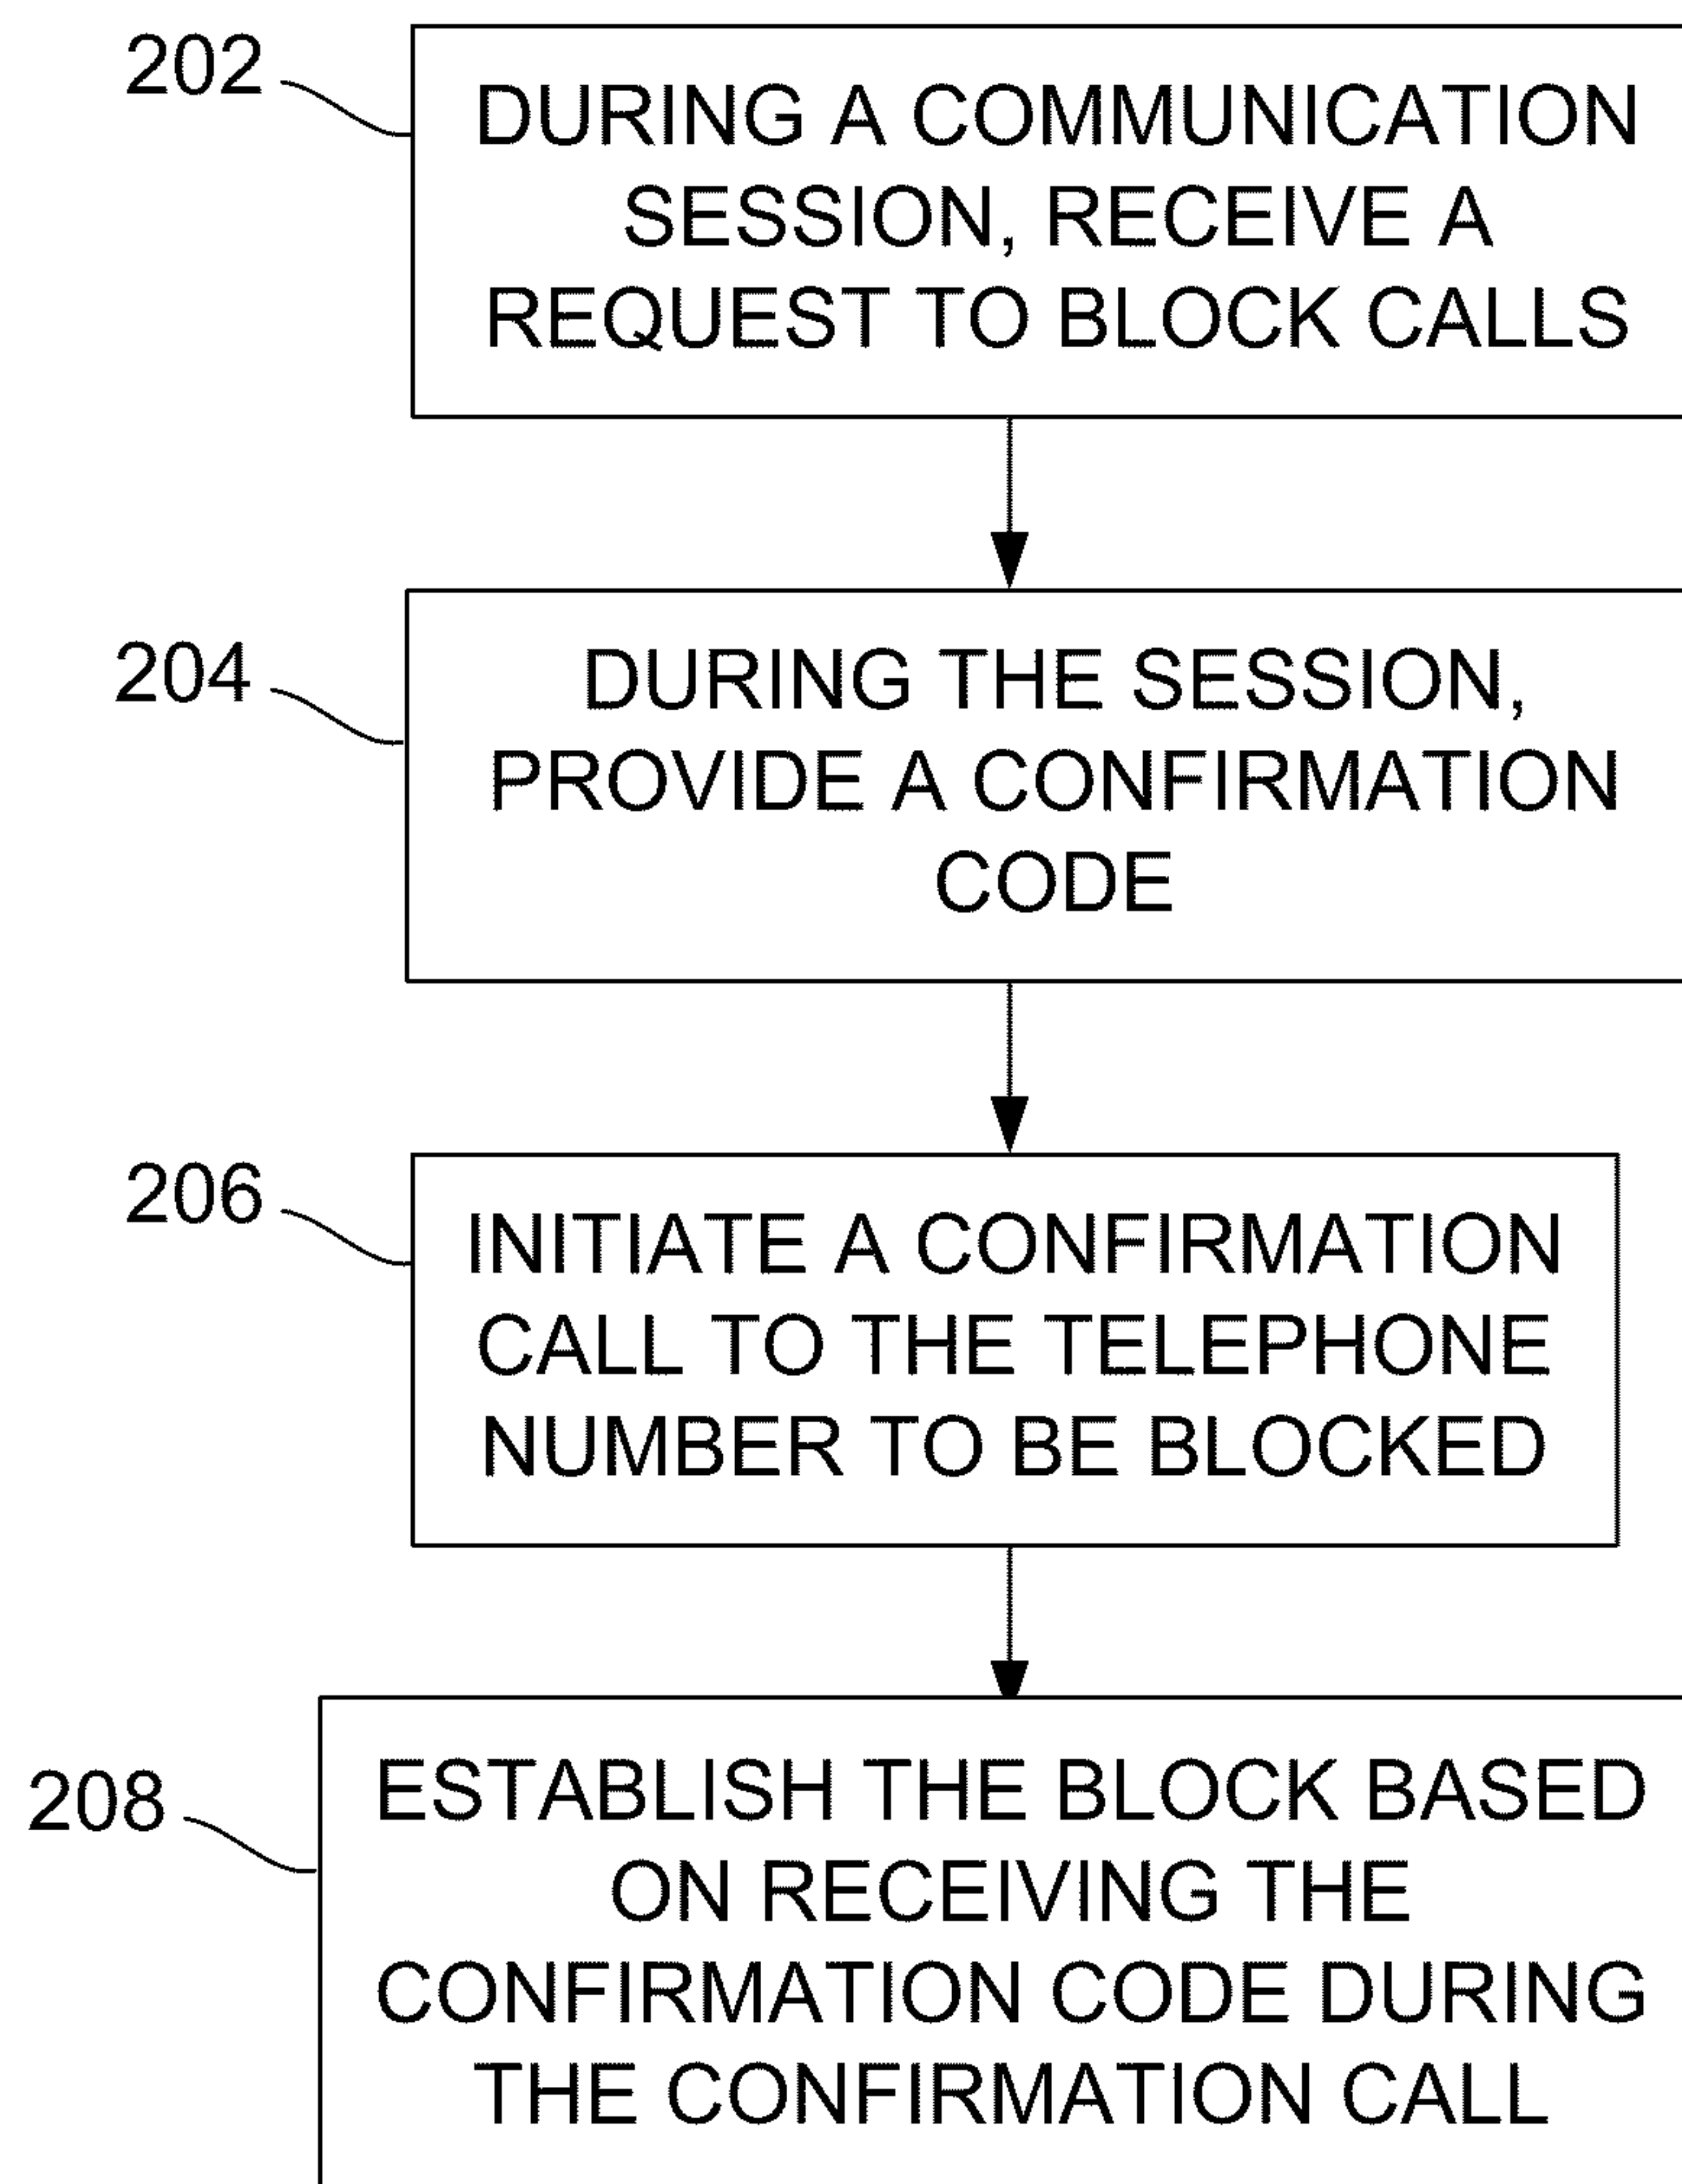 202
DURING A COMMUNICATION
SESSION, RECEIVE A
REQUEST TO BLOCK CALLS
204
DURING THE SESSION,
PROVIDE A CONFIRMATION
CODE
206
INITIATE A CONFIRMATION
CALL TO THE TELEPHONE
NUMBER TO BE BLOCKED
208
ESTABLISH THE BLOCK BASED
ON RECEIVING THE
CONFIRMATION CODE DURING
THE CONFIRMATION CALL